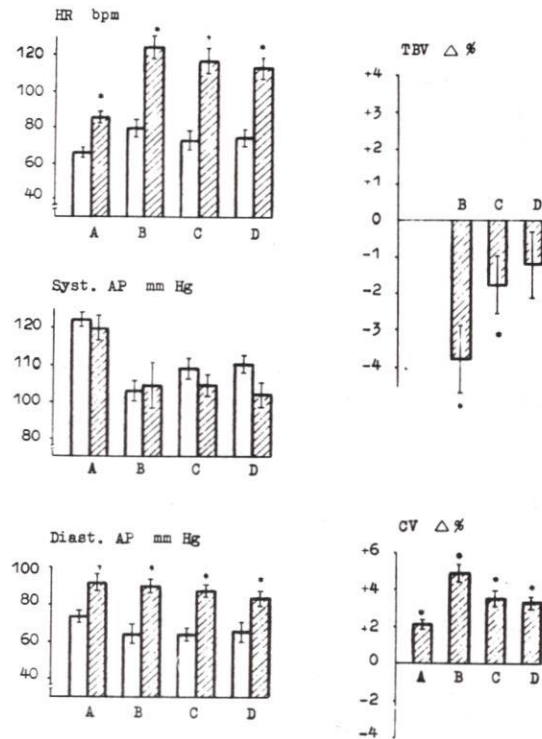 HR bpm
120
100
80
60
40
A B C D
Syst. AP mm Hg
120
110
100
80
A B C D
Diast. AP mm Hg
100
80
60
40
A B C D
TBV △ %
+4
+3
+2
+1
B C D
0
-1
-2
-3
-4
CV △ %
+6
+4
+2
0
A B C D
-2
-4